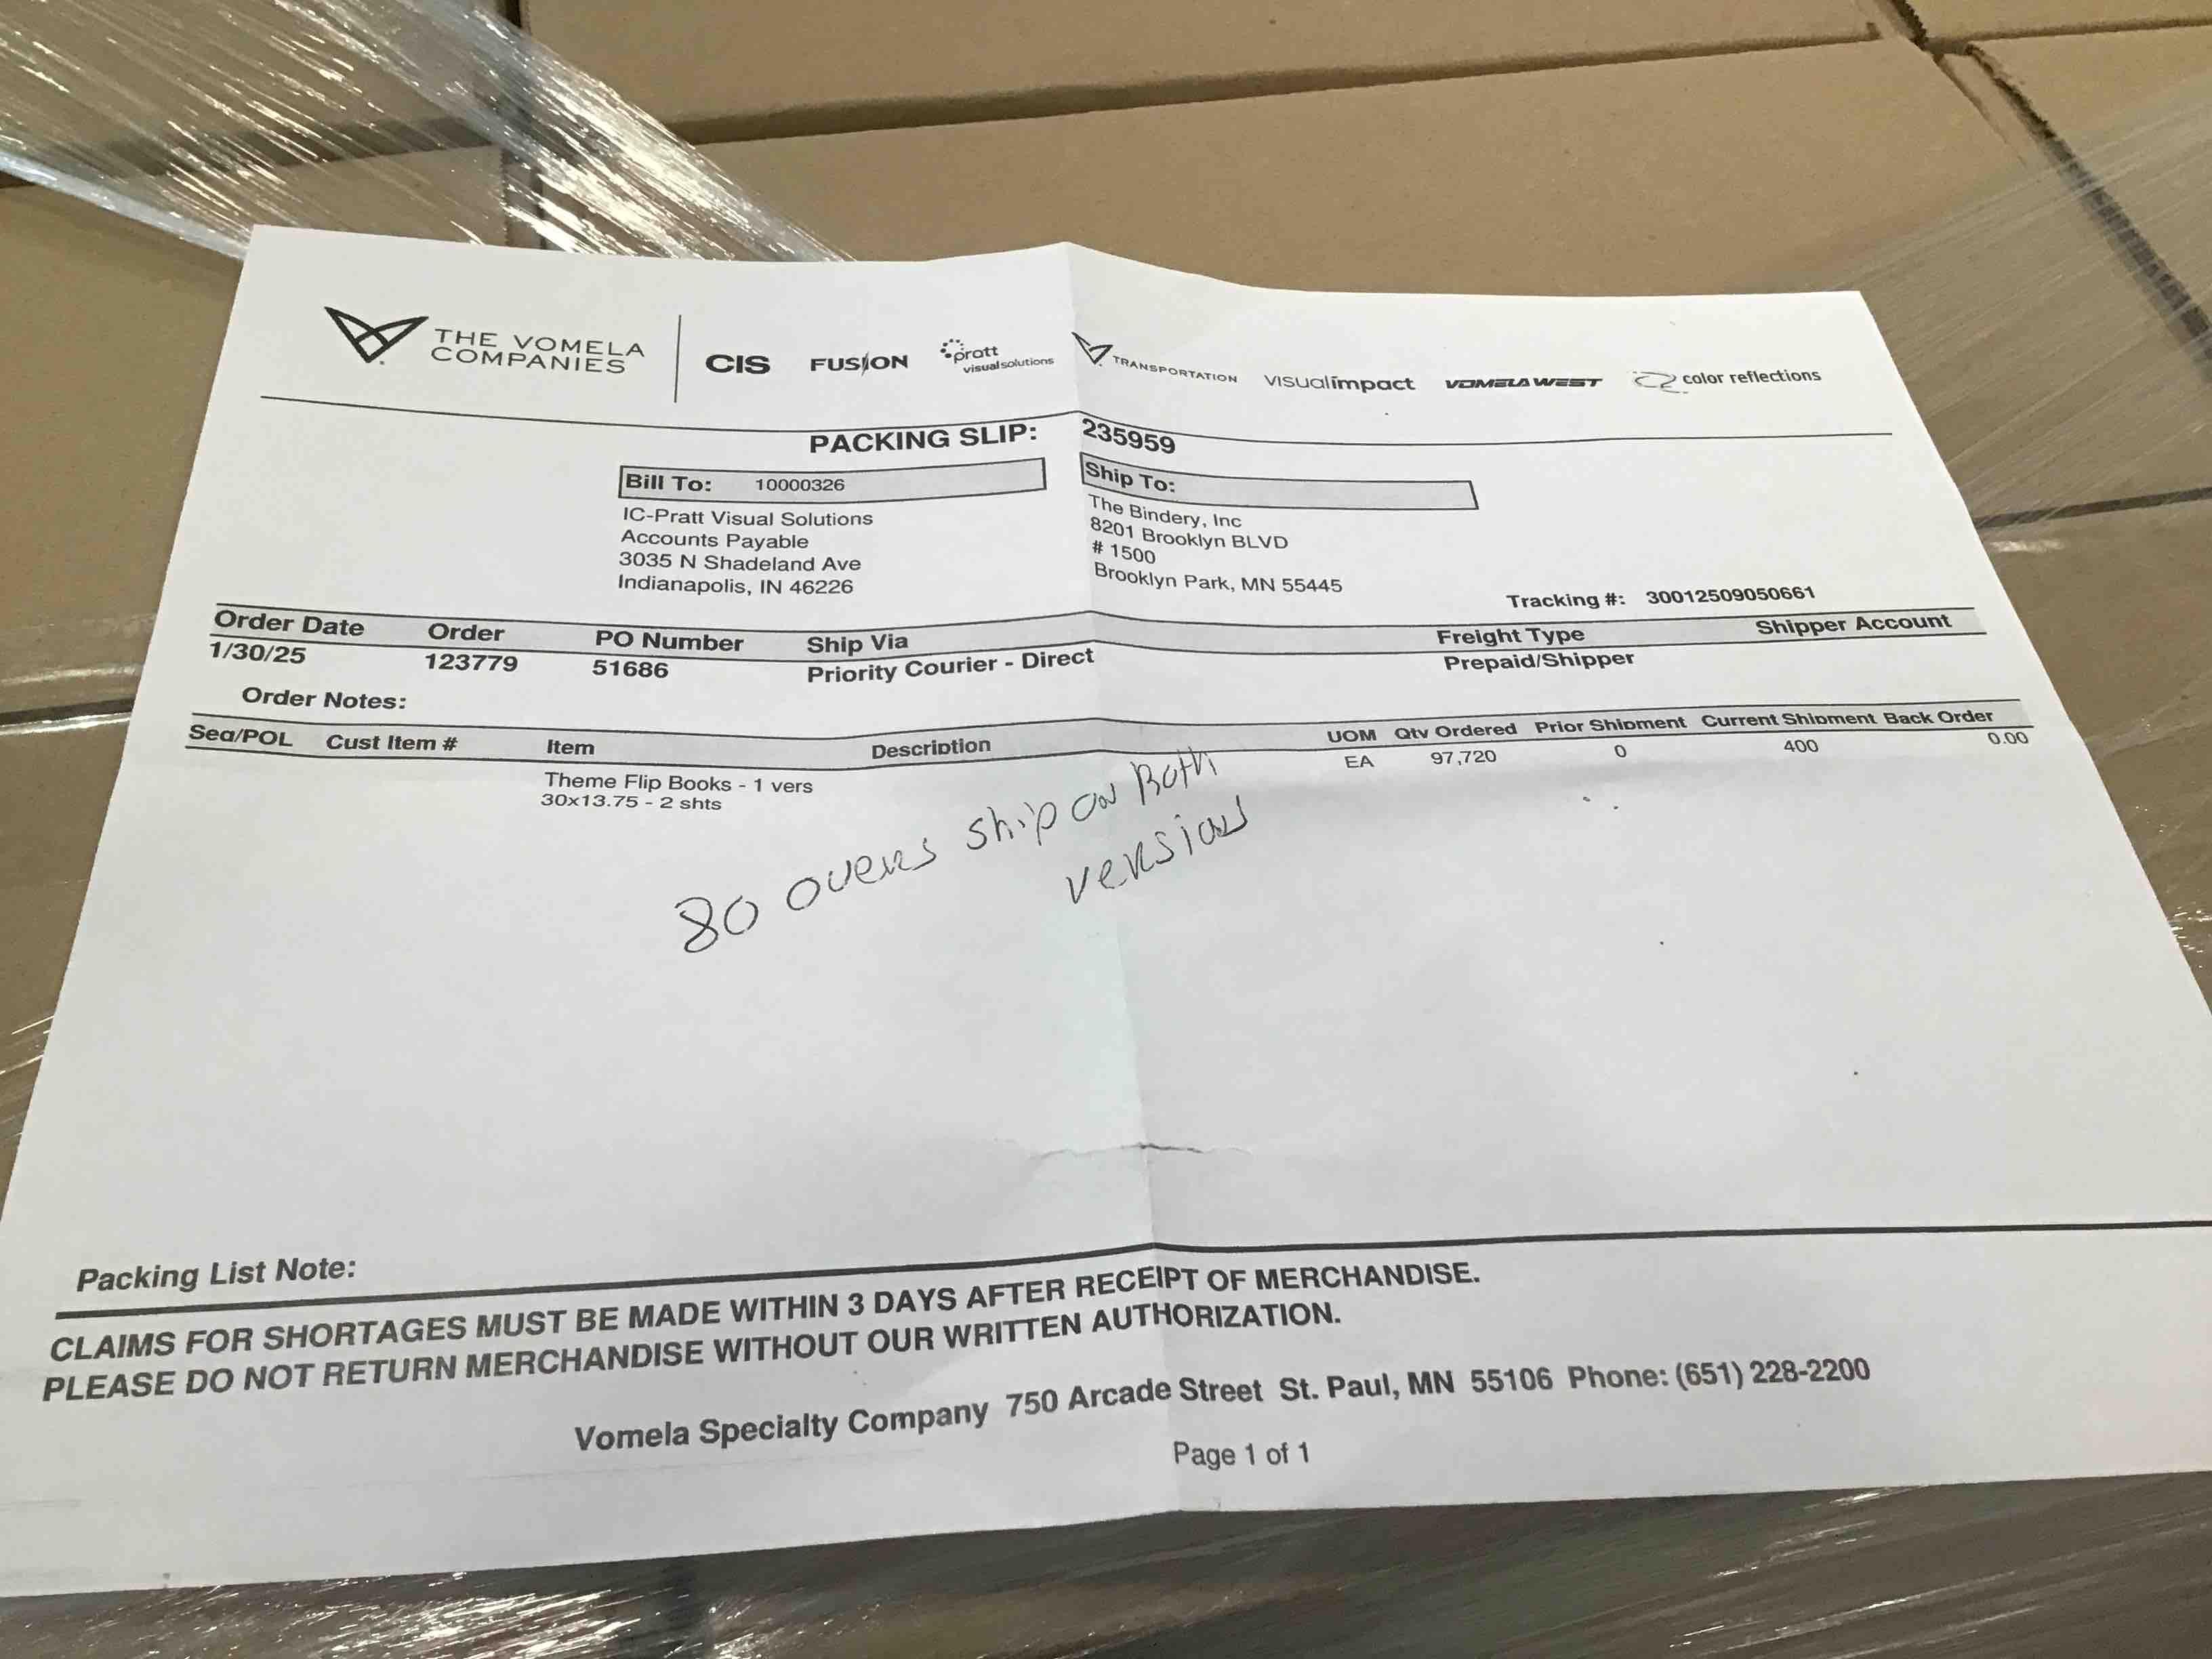 THE VOMELA
COMPANIES
CIS FUSION pratt visualsolutions TRANSPORTATION visualimpact VOMELA WEST color reflections
PACKING SLIP: 235959
Bill To: 10000326
IC-Pratt Visual Solutions
Accounts Payable
3035 N Shadeland Ave
Indianapolis, IN 46226
Ship To:
The Bindery, Inc
8201 Brooklyn BLVD
# 1500
Brooklyn Park, MN 55445
Tracking #: 30012509050661
Order Date Order PO Number Ship Via Freight Type Shipper Account
1/30/25 123779 51686 Priority Courier - Direct Prepaid/Shipper
Order Notes:
Seq/POL Cust Item # Item Description UOM Qty Ordered Prior Shipment Current Shipment Back Order
EA 97,720 0 400 0.00
Theme Flip Books - 1 vers
30x13.75 - 2 shts
80 overs ship on Both
versions
Packing List Note:
CLAIMS FOR SHORTAGES MUST BE MADE WITHIN 3 DAYS AFTER RECEIPT OF MERCHANDISE.
PLEASE DO NOT RETURN MERCHANDISE WITHOUT OUR WRITTEN AUTHORIZATION.
Vomela Specialty Company 750 Arcade Street St. Paul, MN 55106 Phone: (651) 228-2200
Page 1 of 1